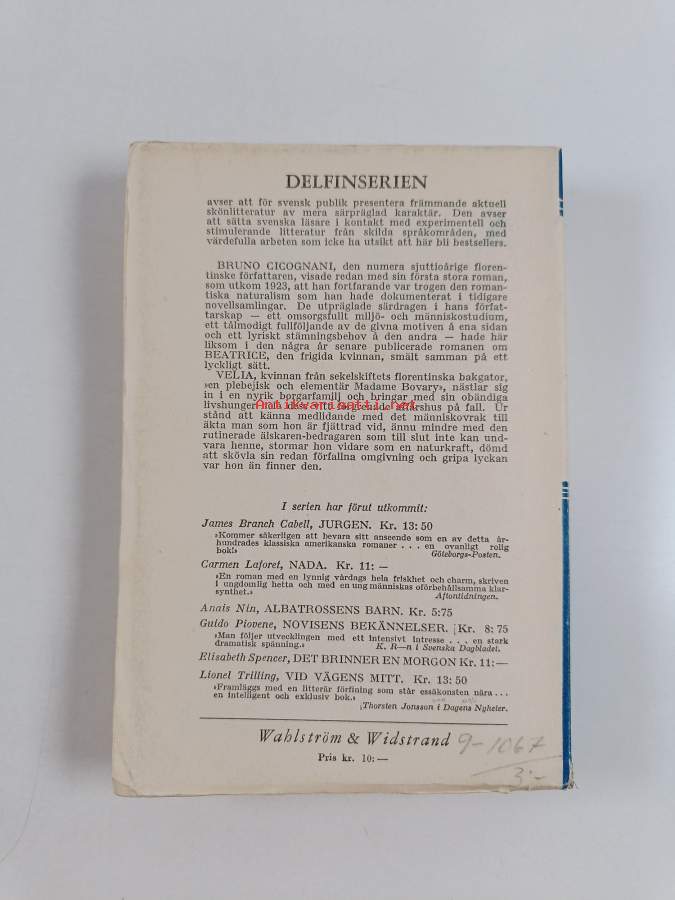 DELFINSERIEN
avser att för svensk publik presentera främmande aktuell
skönlitteratur av mera särpräglad karaktär. Den avser
att sätta svenska läsare i kontakt med experimentell och
stimulerande litteratur från skilda språkområden, med
värdefulla arbeten som icke ha utsikt att här bli bestsellers.
BRUNO CICOGNANI, den numera sjuttioårige floren-
tinske författaren, visade redan med sin första stora roman,
som utkom 1923, att han fortfarande var trogen den roman-
tiska naturalism som han hade dokumenterat i tidigare
novellsamlingar. De utpräglade särdragen i hans förfat-
tarskap — ett omsorgsfullt miljö- och människostudium,
ett tålmodigt fullföljande av de givna motiven å ena sidan
och ett lyriskt stämningsbehov å den andra — hade här
liksom i den några år senare publicerade romanen om
BEATRICE, den frigida kvinnan, smält samman på ett
lyckligt sätt.
VELIA, kvinnan från sekelskiftets florentinska bakgator,
»en plebejisk och elementär Madame Bovary», nästlar sig
in i en nyrik borgarfamilj och bringar med sin obändiga
livshunger affärshus på fall. Ur
Antikvariaatti.net
stånd att känna medlidande med det människovrak till
äkta man som hon är fjättrad vid, ännu mindre med den
rutinerade älskaren-bedragaren som till slut inte kan und-
vara henne, stormar hon vidare som en naturkraft, dömd
att skövla sin redan förfallna omgivning och gripa lyckan
var hon än finner den.
I serien har förut utkommit:
James Branch Cabell, JURGEN. Kr. 13:50
»Kommer säkerligen att bevara sitt anseende som en av detta år-
hundrades klassiska amerikanska romaner . . . en ovanligt rolig
bok!» Göteborgs-Posten.
Carmen Laforet, NADA. Kr. 11: —
»En roman med en lynnig vårdags hela friskhet och charm, skriven
i ungdomlig hetta och med en ung människas oförbehållsamma klar-
synthet.» Aftontidningen.
Anais Nin, ALBATROSSENS BARN. Kr. 5:75
Guido Piovene, NOVISENS BEKÄNNELSER. Kr. 8:75
»Man följer utvecklingen med ett intensivt intresse . . . en stark
dramatisk spänning.» K. R—n i Svenska Dagbladet.
Elisabeth Spencer, DET BRINNER EN MORGON Kr. 11:—
Lionel Trilling, VID VÄGENS MITT. Kr. 13:50
»Framläggs med en litterär förfining som står essäkonsten nära . . .
en intelligent och exklusiv bok.»
Thorsten Jonsson i Dagens Nyheter.
Wahlström & Widstrand 9-1067
Pris kr. 10: — 3:-